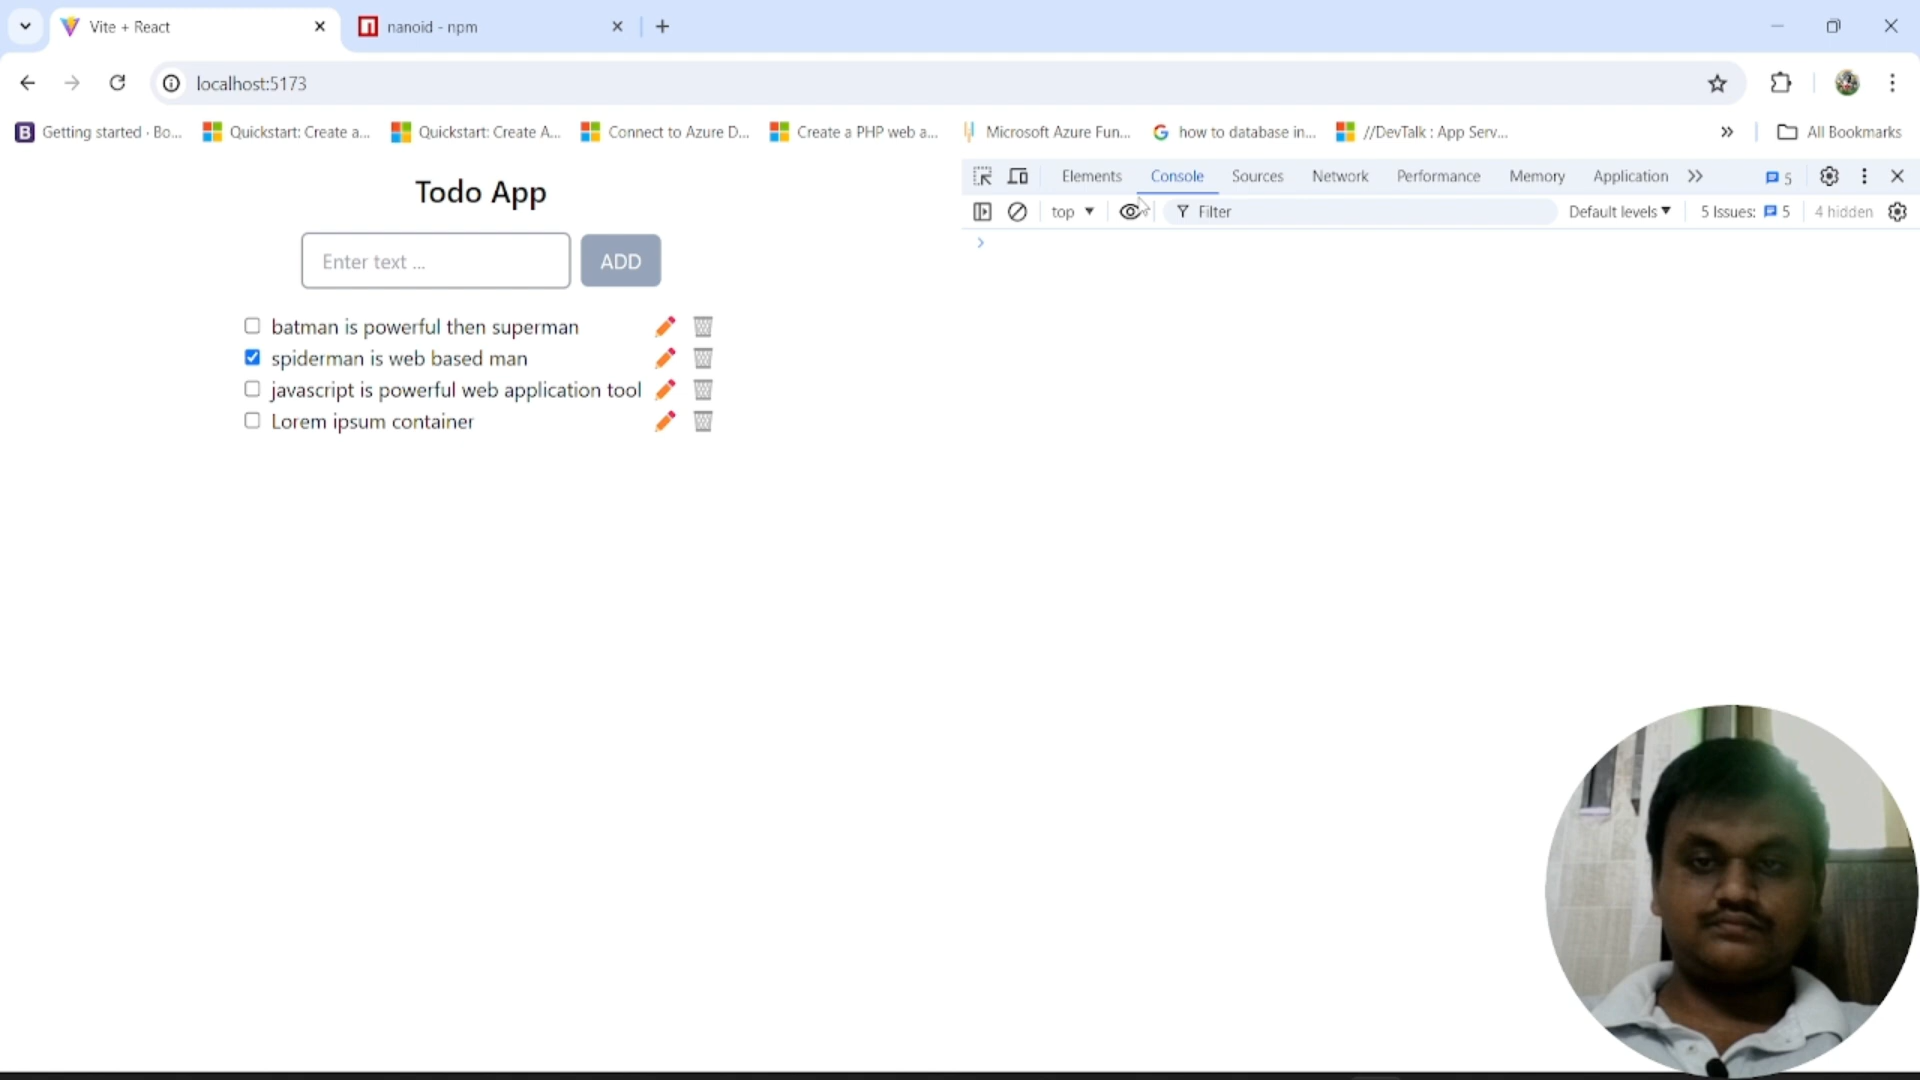 Vite + React
nanoid - npm
localhost:5173
Getting started · Bo...
Quickstart: Create a...
Quickstart: Create A...
Connect to Azure D...
Create a PHP web a...
Microsoft Azure Fun...
how to database in...
//DevTalk : App Serv...
All Bookmarks
Elements
Console
Sources
Network
Performance
Memory
Application
5
top
Filter
Default levels
5 Issues:
5
4 hidden
Todo App
Enter text ...
ADD
batman is powerful then superman
spiderman is web based man
javascript is powerful web application tool
Lorem ipsum container